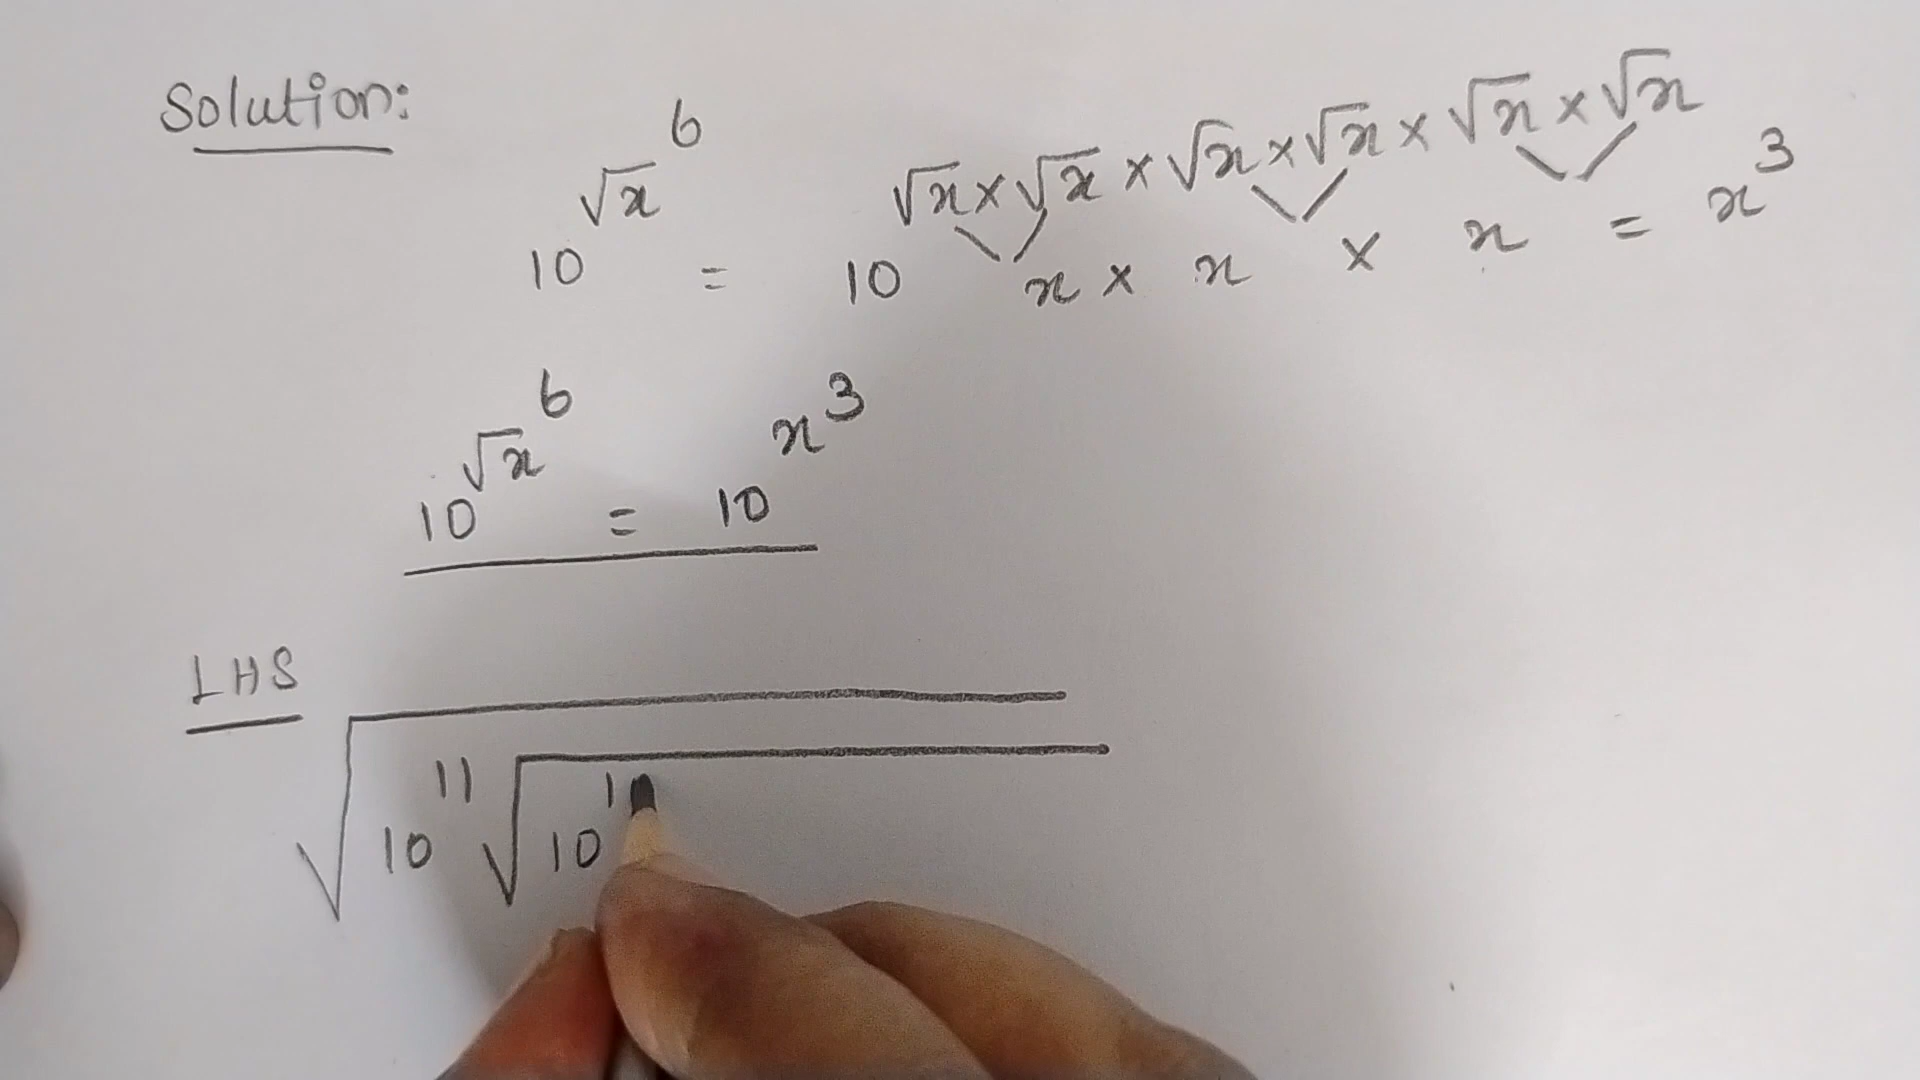 Solution:
10^√x^6 = 10^√x × √x × √x × √x × √x × √x
x × x × x = x^3
10^√x^6 = 10^x^3
LHS
√(10^11 √(10^1